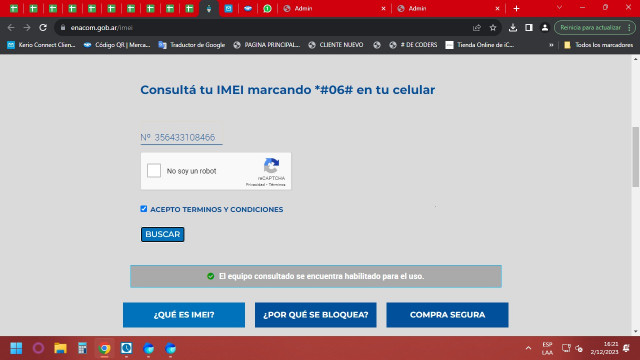 Admin
Admin
enacom.gob.ar/imei
Reinicia para actualizar
Kerio Connect Clien...
Código QR | Merca...
Traductor de Google
PAGINA PRINCIPAL...
CLIENTE NUEVO
# DE CODERS
Tienda Online de iC...
Todos los marcadores
Consultá tu IMEI marcando *#06# en tu celular
Nº 356433108466
No soy un robot
reCAPTCHA
Privacidad - Términos
ACEPTO TERMINOS Y CONDICIONES
BUSCAR
El equipo consultado se encuentra habilitado para el uso.
¿QUÉ ES IMEI?
¿POR QUÉ SE BLOQUEA?
COMPRA SEGURA
ESP
LAA
16:21
2/12/2023